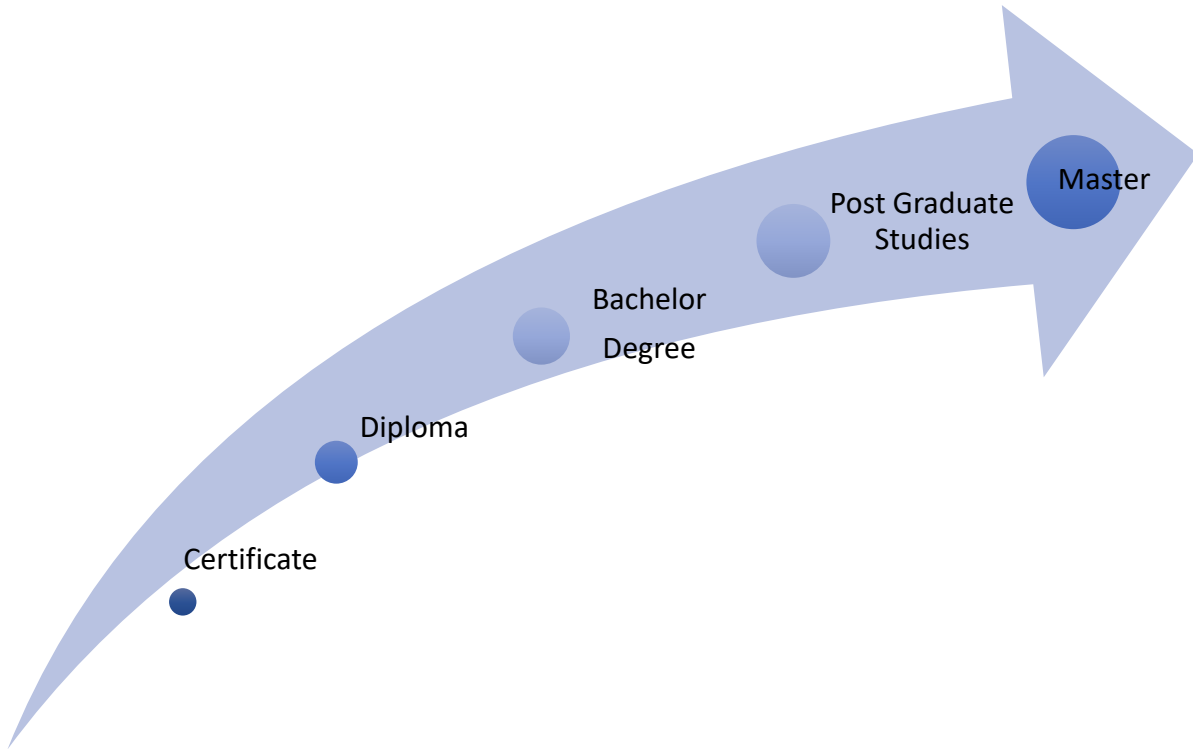 Certificate
Diploma
Bachelor
Degree
Post Graduate
Studies
Master